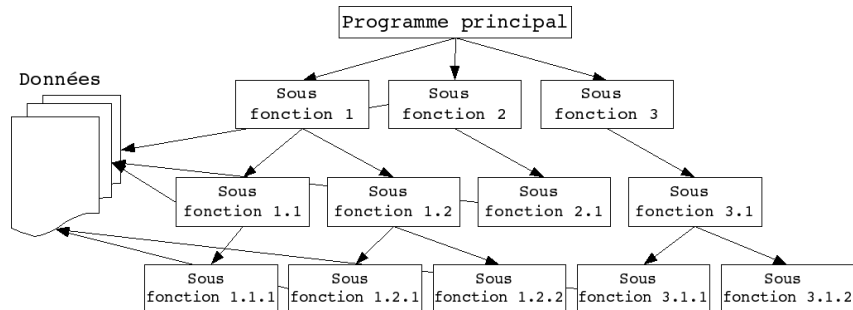 Programme principal
Données
Sous
fonction 1
Sous
fonction 2
Sous
fonction 3
Sous
fonction 1.1
Sous
fonction 1.2
Sous
fonction 2.1
Sous
fonction 3.1
Sous
fonction 1.1.1
Sous
fonction 1.2.1
Sous
fonction 1.2.2
Sous
fonction 3.1.1
Sous
fonction 3.1.2